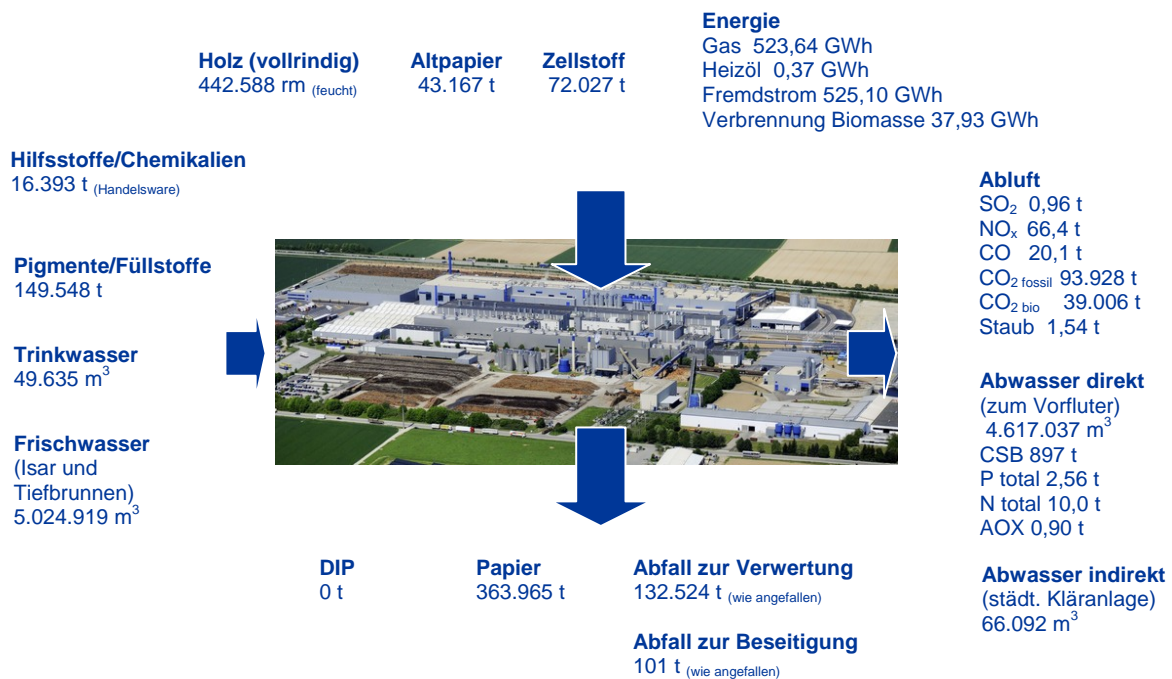 Energie
Gas 523,64 GWh
Heizöl 0,37 GWh
Fremdstrom 525,10 GWh
Verbrennung Biomasse 37,93 GWh
Holz (vollrindig)
442.588 rm (feucht)
Altpapier
43.167 t
Zellstoff
72.027 t
Hilfsstoffe/Chemikalien
16.393 t (Handelsware)
Pigmente/Füllstoffe
149.548 t
Trinkwasser
49.635 m³
Frischwasser
(Isar und
Tiefbrunnen)
5.024.919 m³
Abluft
SO₂ 0,96 t
NOₓ 66,4 t
CO 20,1 t
CO₂ fossil 93.928 t
CO₂ bio 39.006 t
Staub 1,54 t
Abwasser direkt
(zum Vorfluter)
4.617.037 m³
CSB 897 t
P total 2,56 t
N total 10,0 t
AOX 0,90 t
Abwasser indirekt
(städt. Kläranlage)
66.092 m³
DIP
0 t
Papier
363.965 t
Abfall zur Verwertung
132.524 t (wie angefallen)
Abfall zur Beseitigung
101 t (wie angefallen)